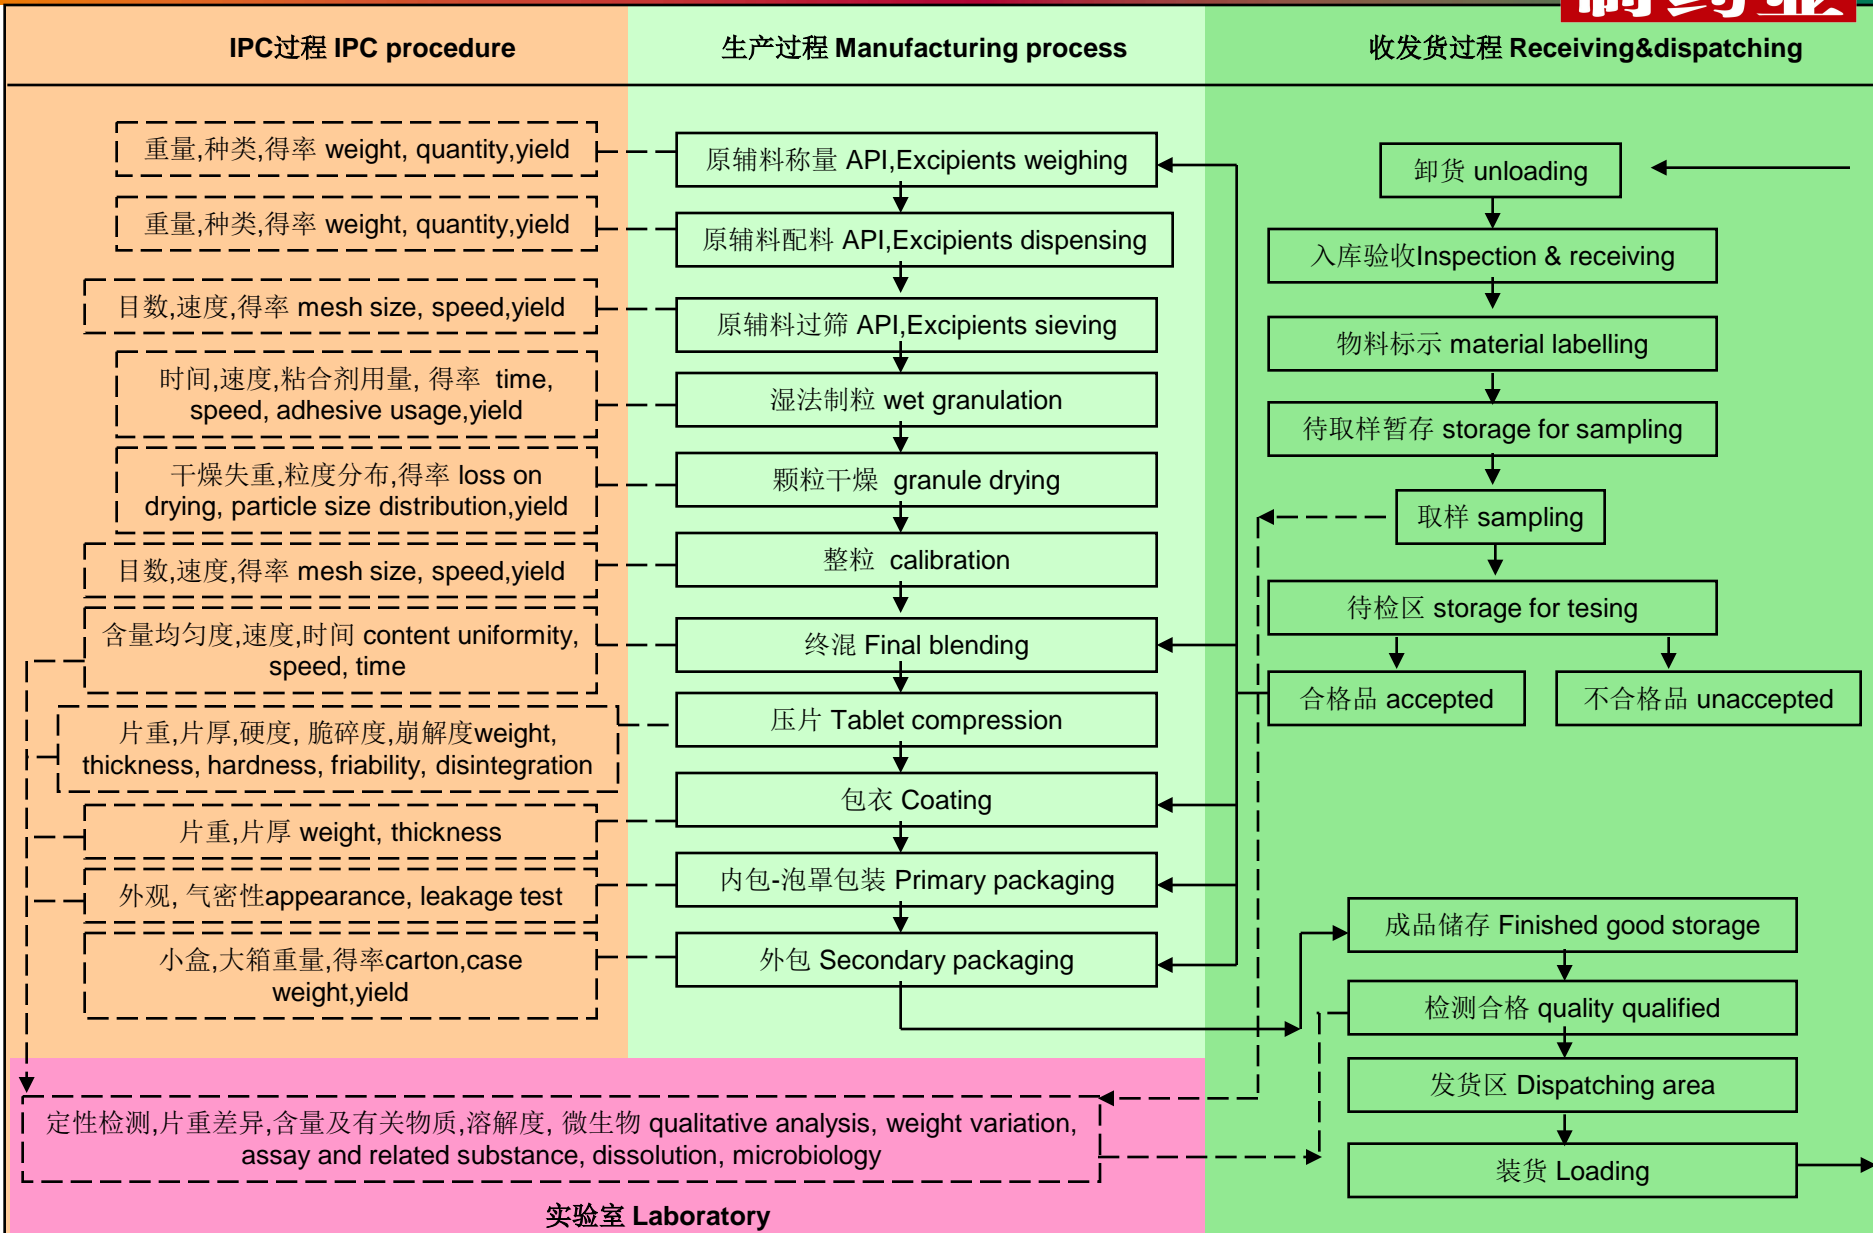 制药业
IPC过程 IPC procedure
生产过程 Manufacturing process
收发货过程 Receiving&dispatching
重量,种类,得率 weight, quantity,yield
重量,种类,得率 weight, quantity,yield
目数,速度,得率 mesh size, speed,yield
时间,速度,粘合剂用量, 得率 time,
speed, adhesive usage,yield
干燥失重,粒度分布,得率 loss on
drying, particle size distribution,yield
目数,速度,得率 mesh size, speed,yield
含量均匀度,速度,时间 content uniformity,
speed, time
片重,片厚,硬度, 脆碎度,崩解度weight,
thickness, hardness, friability, disintegration
片重,片厚 weight, thickness
外观, 气密性appearance, leakage test
小盒,大箱重量,得率carton,case
weight,yield
原辅料称量 API,Excipients weighing
原辅料配料 API,Excipients dispensing
原辅料过筛 API,Excipients sieving
湿法制粒 wet granulation
颗粒干燥 granule drying
整粒 calibration
终混 Final blending
压片 Tablet compression
包衣 Coating
内包-泡罩包装 Primary packaging
外包 Secondary packaging
卸货 unloading
入库验收Inspection & receiving
物料标示 material labelling
待取样暂存 storage for sampling
取样 sampling
待检区 storage for tesing
合格品 accepted
不合格品 unaccepted
成品储存 Finished good storage
检测合格 quality qualified
发货区 Dispatching area
装货 Loading
定性检测,片重差异,含量及有关物质,溶解度, 微生物 qualitative analysis, weight variation,
assay and related substance, dissolution, microbiology
实验室 Laboratory